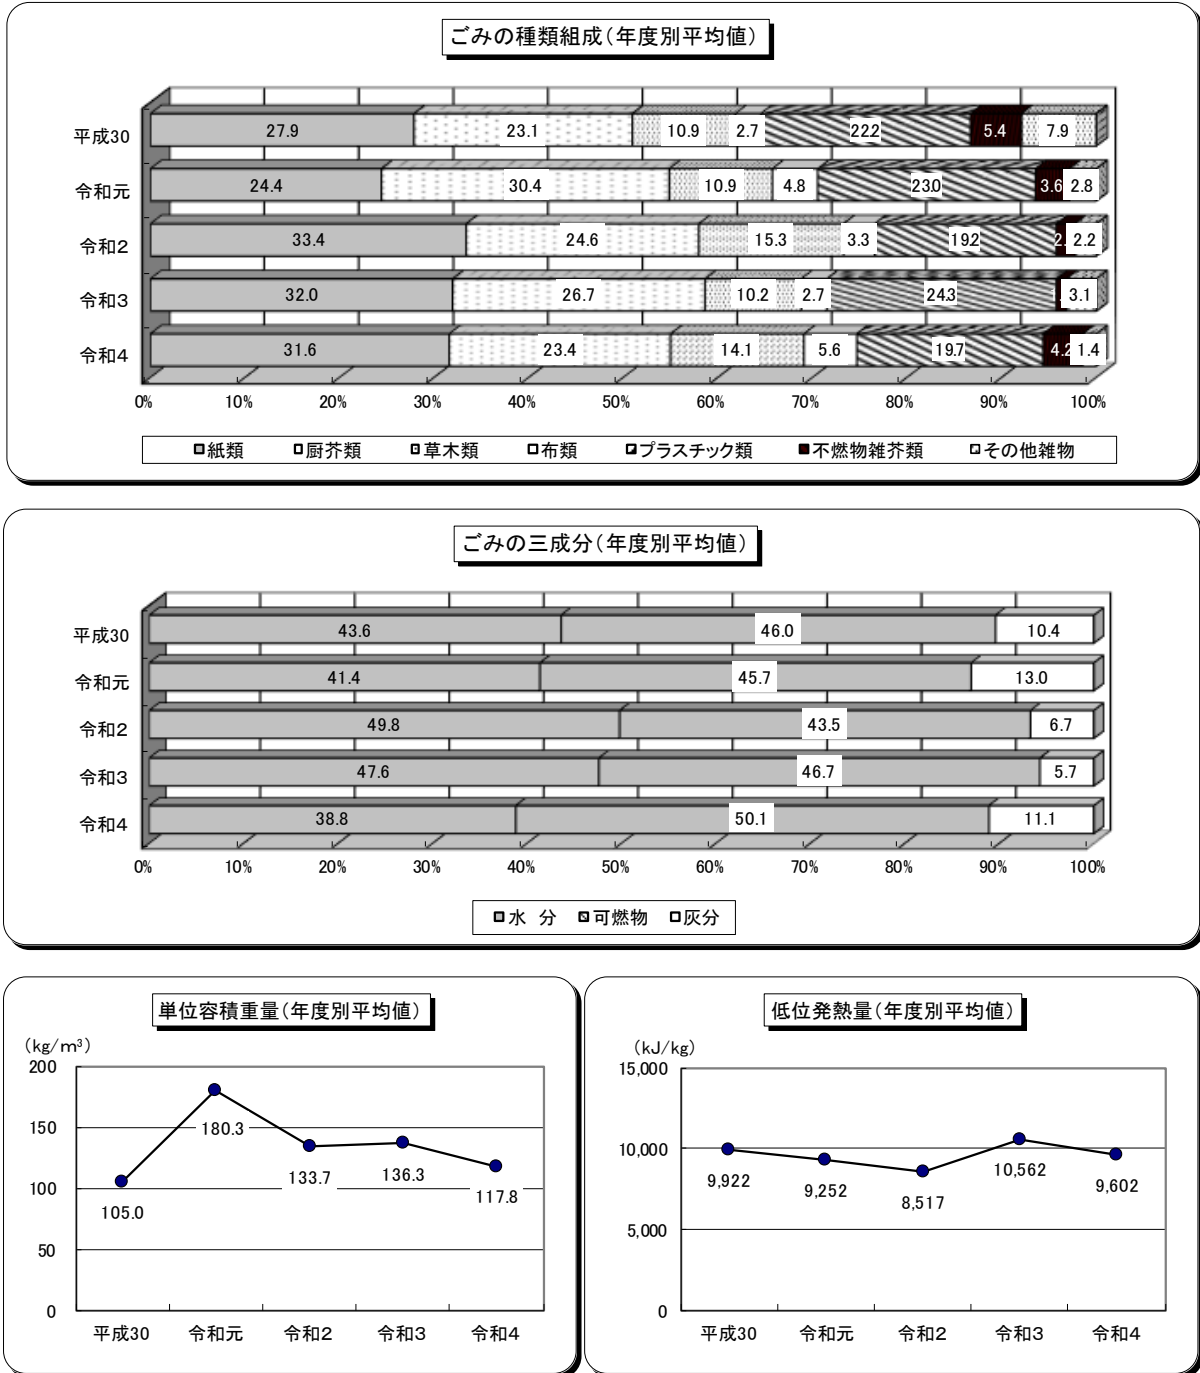 ごみの種類組成(年度別平均値)
平成30 27.9 23.1 10.9 2.7 22.2 5.4 7.9
令和元 24.4 30.4 10.9 4.8 23.0 3.6 2.8
令和2 33.4 24.6 15.3 3.3 19.2 2. 2.2
令和3 32.0 26.7 10.2 2.7 24.3 3.1
令和4 31.6 23.4 14.1 5.6 19.7 4.2 1.4
0% 10% 20% 30% 40% 50% 60% 70% 80% 90% 100%
紙類 厨芥類 草木類 布類 プラスチック類 不燃物雑芥類 その他雑物
ごみの三成分(年度別平均値)
平成30 43.6 46.0 10.4
令和元 41.4 45.7 13.0
令和2 49.8 43.5 6.7
令和3 47.6 46.7 5.7
令和4 38.8 50.1 11.1
0% 10% 20% 30% 40% 50% 60% 70% 80% 90% 100%
水 分 可燃物 灰分
単位容積重量(年度別平均値)
(kg/m³)
200
150
100
50
0
180.3
133.7
136.3
117.8
105.0
平成30 令和元 令和2 令和3 令和4
低位発熱量(年度別平均値)
(kJ/kg)
15,000
10,000
5,000
0
9,922
9,252
8,517
10,562
9,602
平成30 令和元 令和2 令和3 令和4